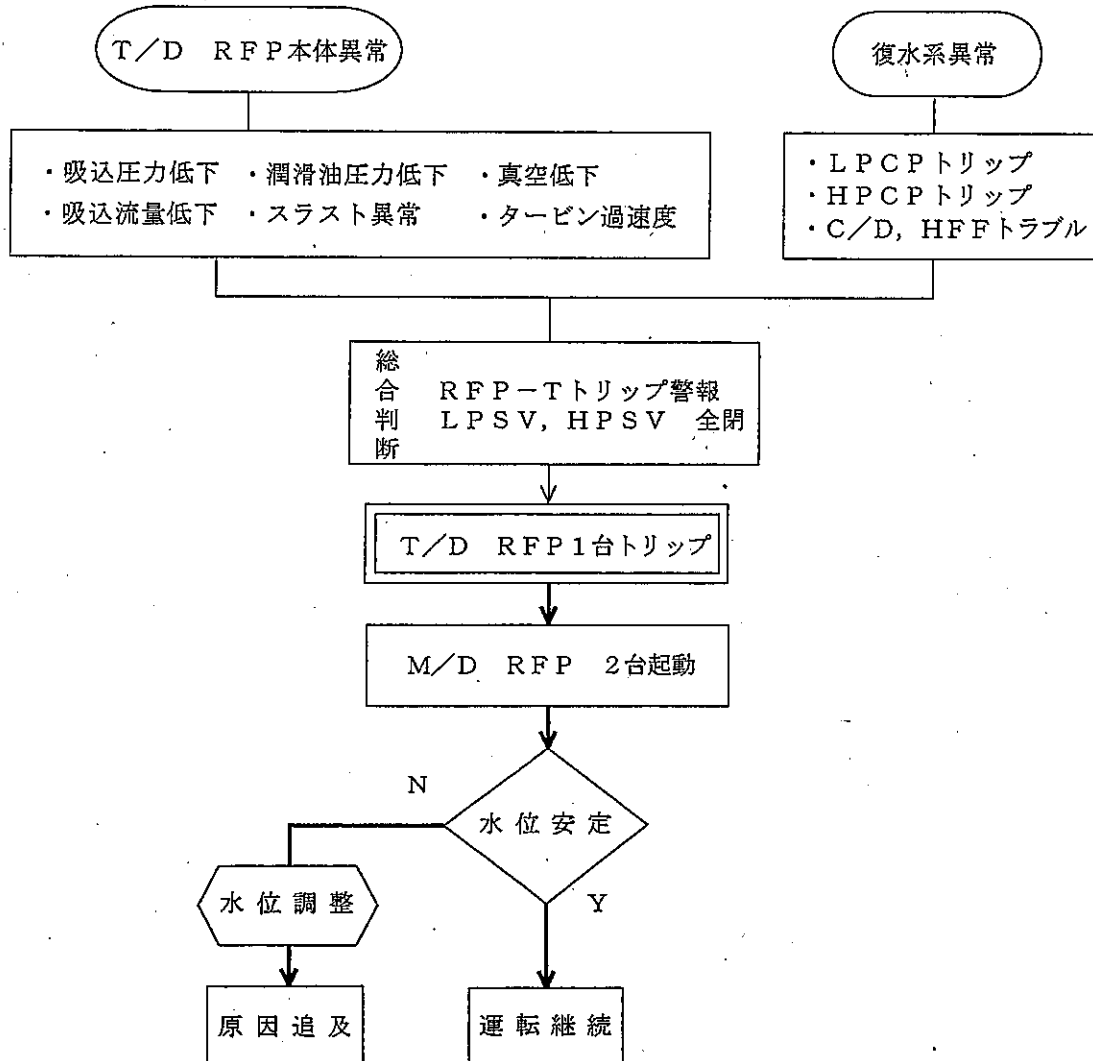 T／D　RFP本体異常
復水系異常
・吸込圧力低下　・潤滑油圧力低下　・真空低下
・吸込流量低下　・スラスト異常　・タービン過速度
・LPCPトリップ
・HPCPトリップ
・C／D，HFFトラブル
総合判断
RFP－Tトリップ警報
LPSV，HPSV　全閉
T／D　RFP1台トリップ
M／D　RFP　2台起動
N
水位安定
水位調整
Y
原因追及
運転継続